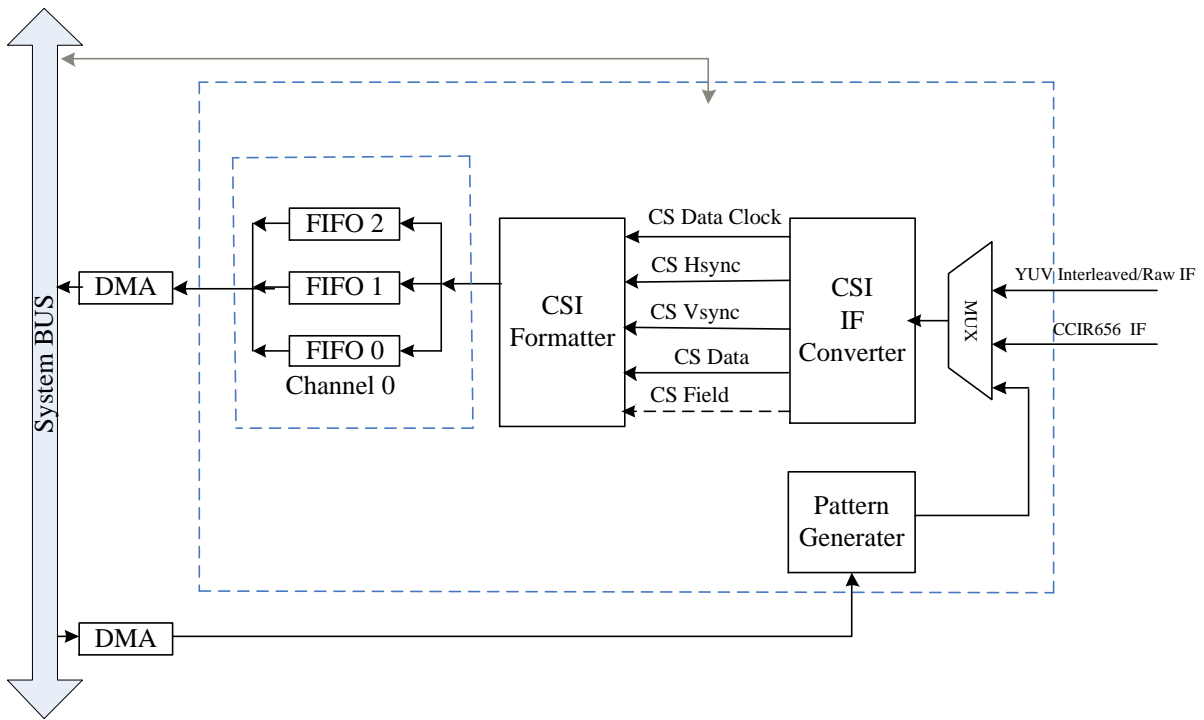 System BUS
DMA
FIFO 2
FIFO 1
FIFO 0
Channel 0
CSI
Formatter
CS Data Clock
CS Hsync
CS Vsync
CS Data
CS Field
CSI
IF
Converter
MUX
YUV Interleaved/Raw IF
CCIR656 IF
Pattern
Generater
DMA